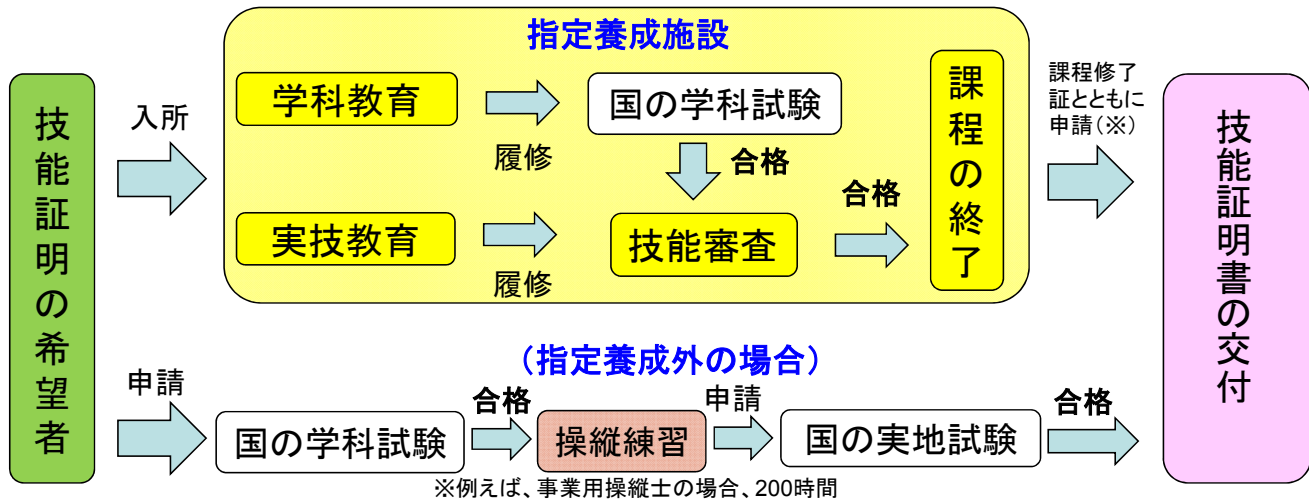 指定養成施設
技能証明の希望者
入所
学科教育
履修
国の学科試験
合格
実技教育
履修
技能審査
合格
課程の終了
課程修了
証とともに
申請(※)
技能証明書の交付
(指定養成外の場合)
申請
国の学科試験
合格
操縦練習
申請
国の実地試験
合格
※例えば、事業用操縦士の場合、200時間